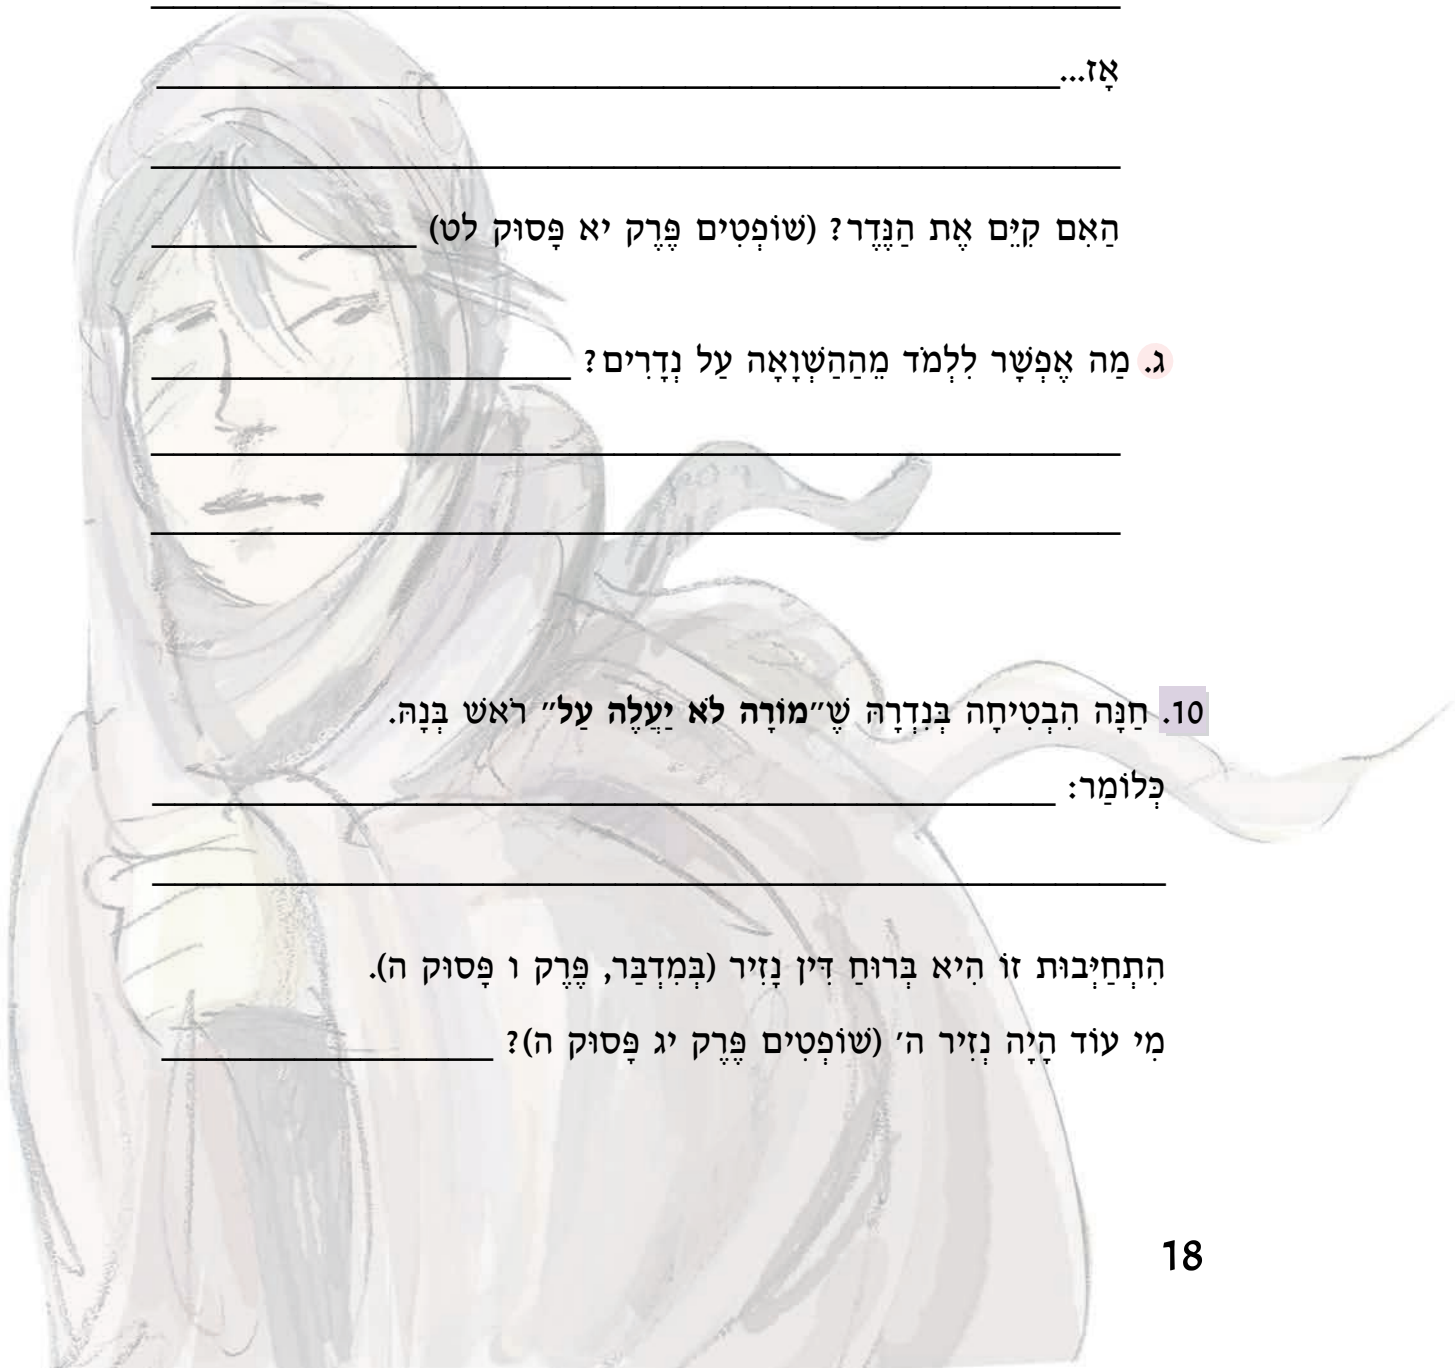 אָז...
הַאִם קִיֵּם אֶת הַנֶּדֶר? (שׁוֹפְטִים פֶּרֶק יא פָּסוּק לט)
ג. מַה אֶפְשָׁר לִלְמֹד מֵהַהַשְׁוָאָה עַל נְדָרִים?
10. חַנָּה הִבְטִיחָה בְּנִדְרָהּ שֶׁ"מוֹרָה לֹא יַעֲלֶה עַל" רֹאשׁ בְּנָהּ.
כְּלוֹמַר:
הִתְחַיְּבוּת זוֹ הִיא בְּרוּחַ דִּין נָזִיר (בְּמִדְבַּר, פֶּרֶק ו פָּסוּק ה).
מִי עוֹד הָיָה נְזִיר ה' (שׁוֹפְטִים פֶּרֶק יג פָּסוּק ה)?
18